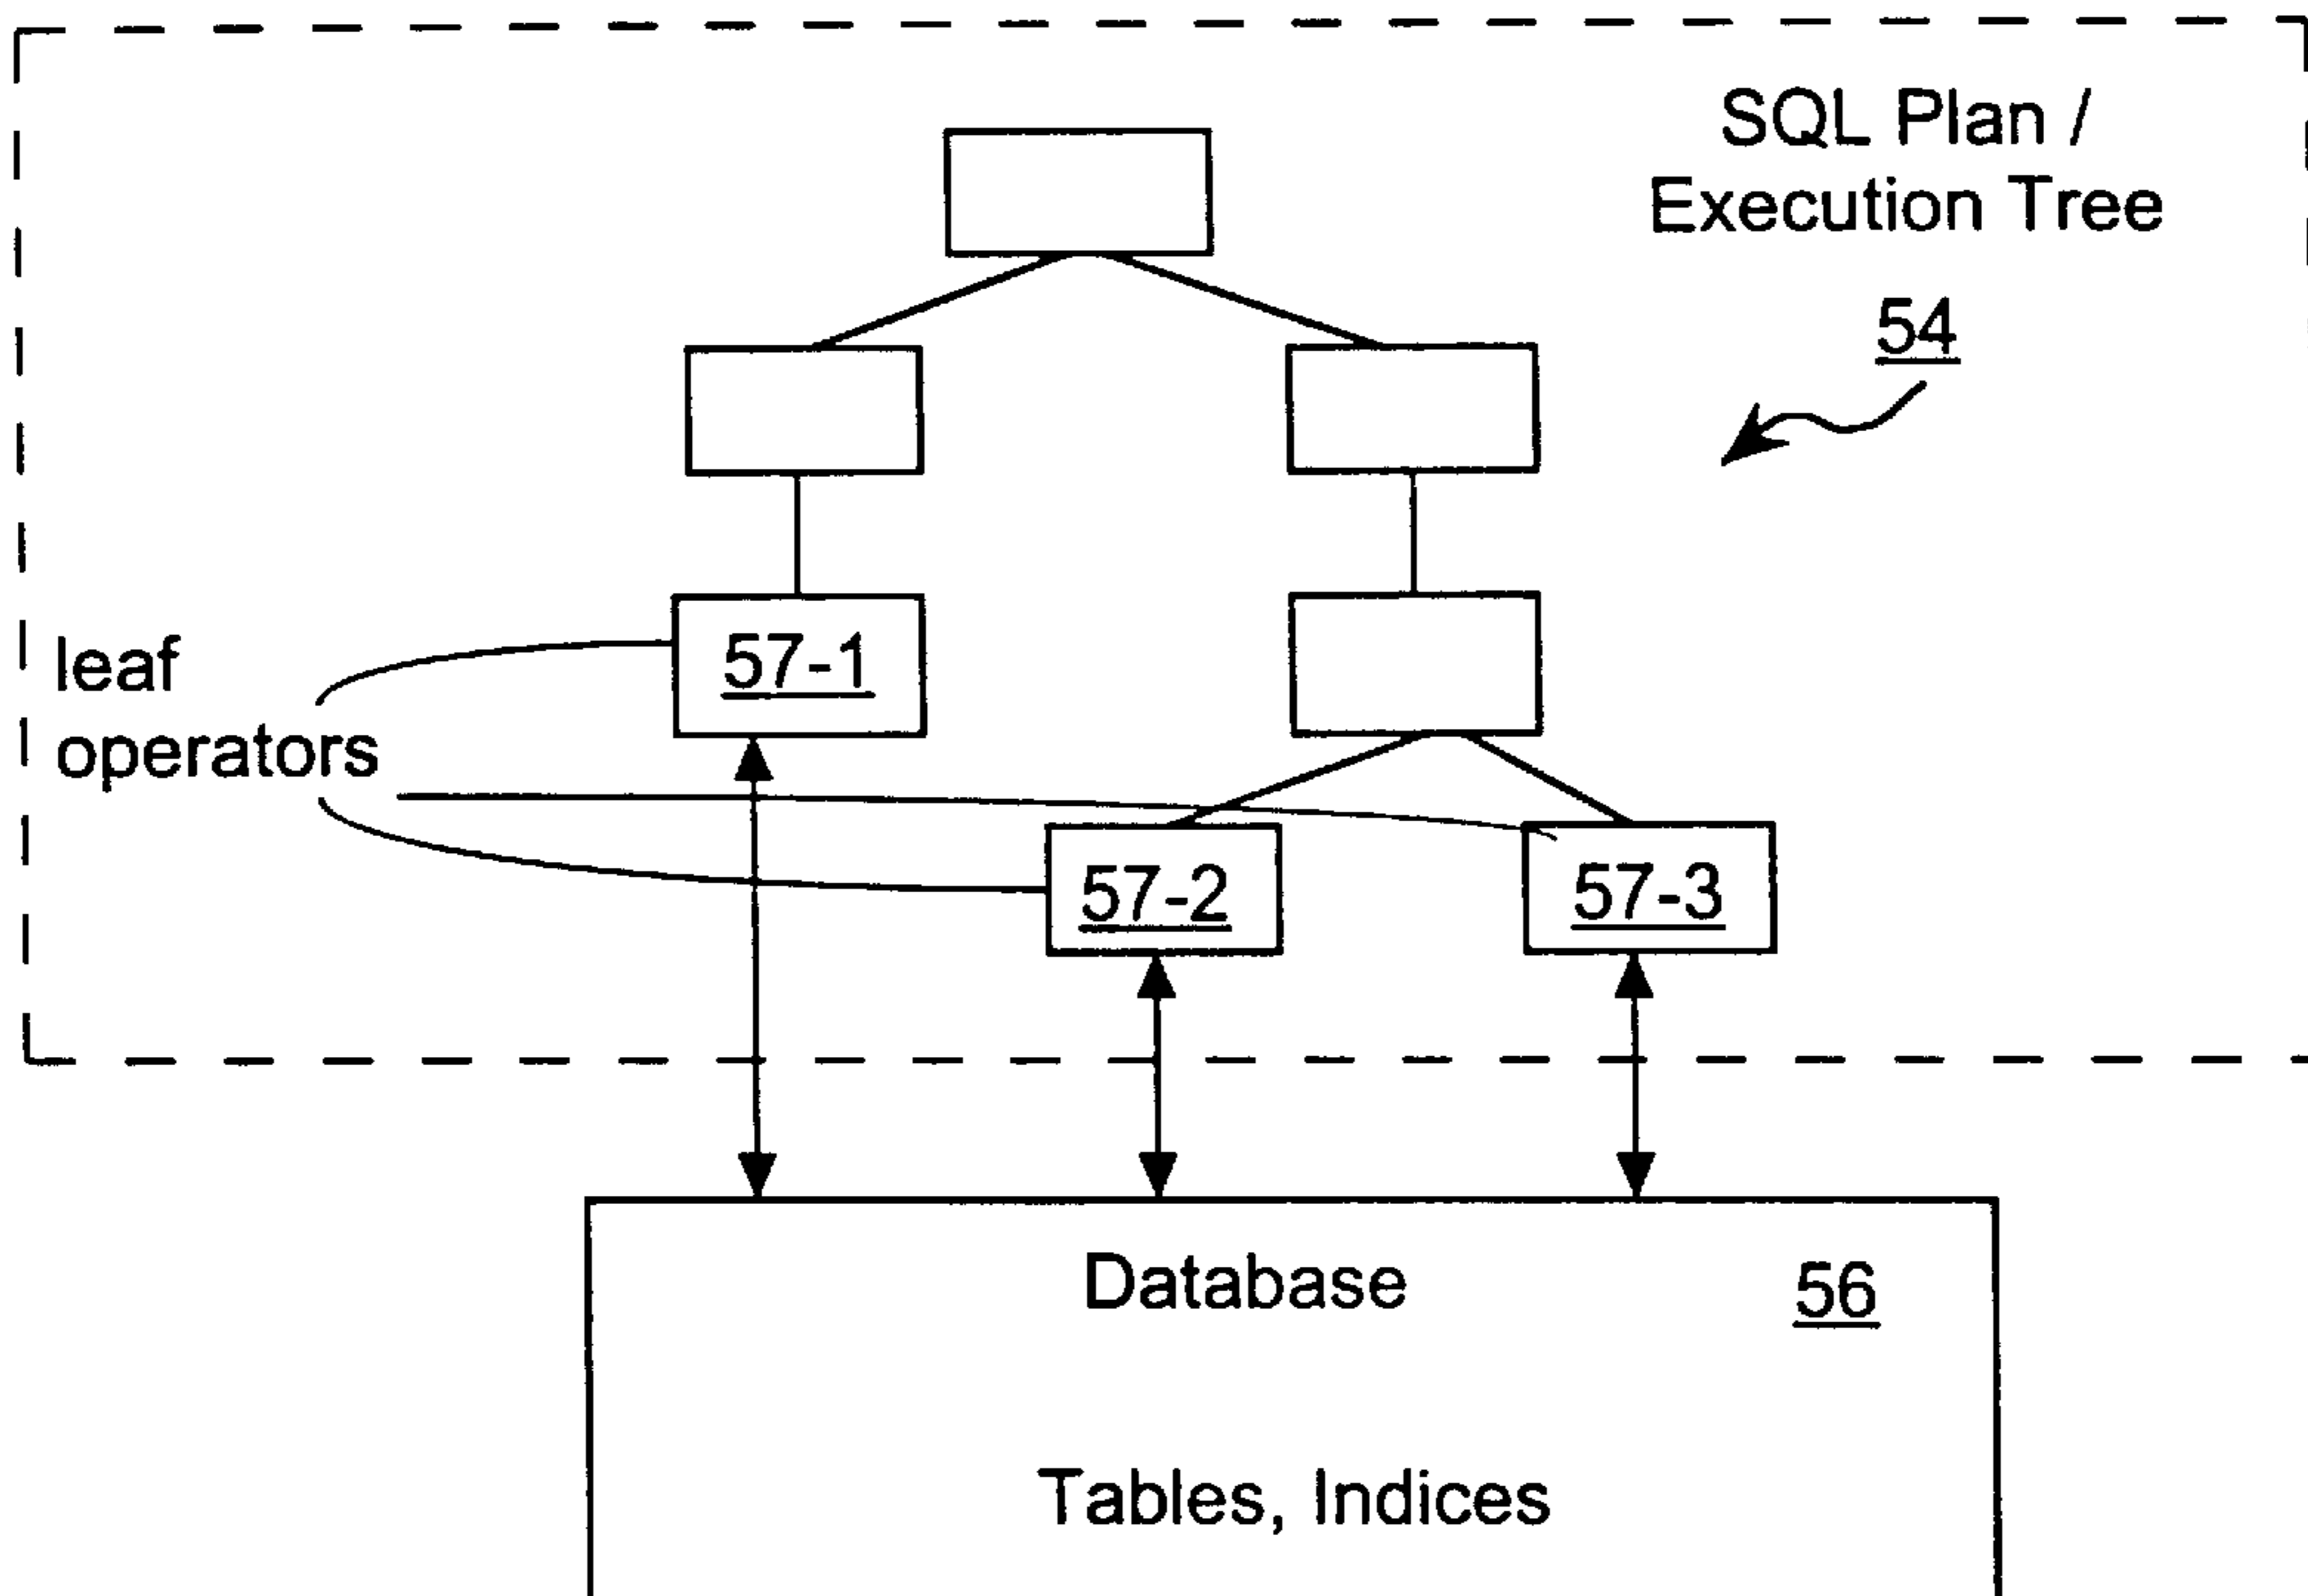 SQL Plan /
Execution Tree
54
leaf
operators
57-1
57-2
57-3
Database
56
Tables, Indices